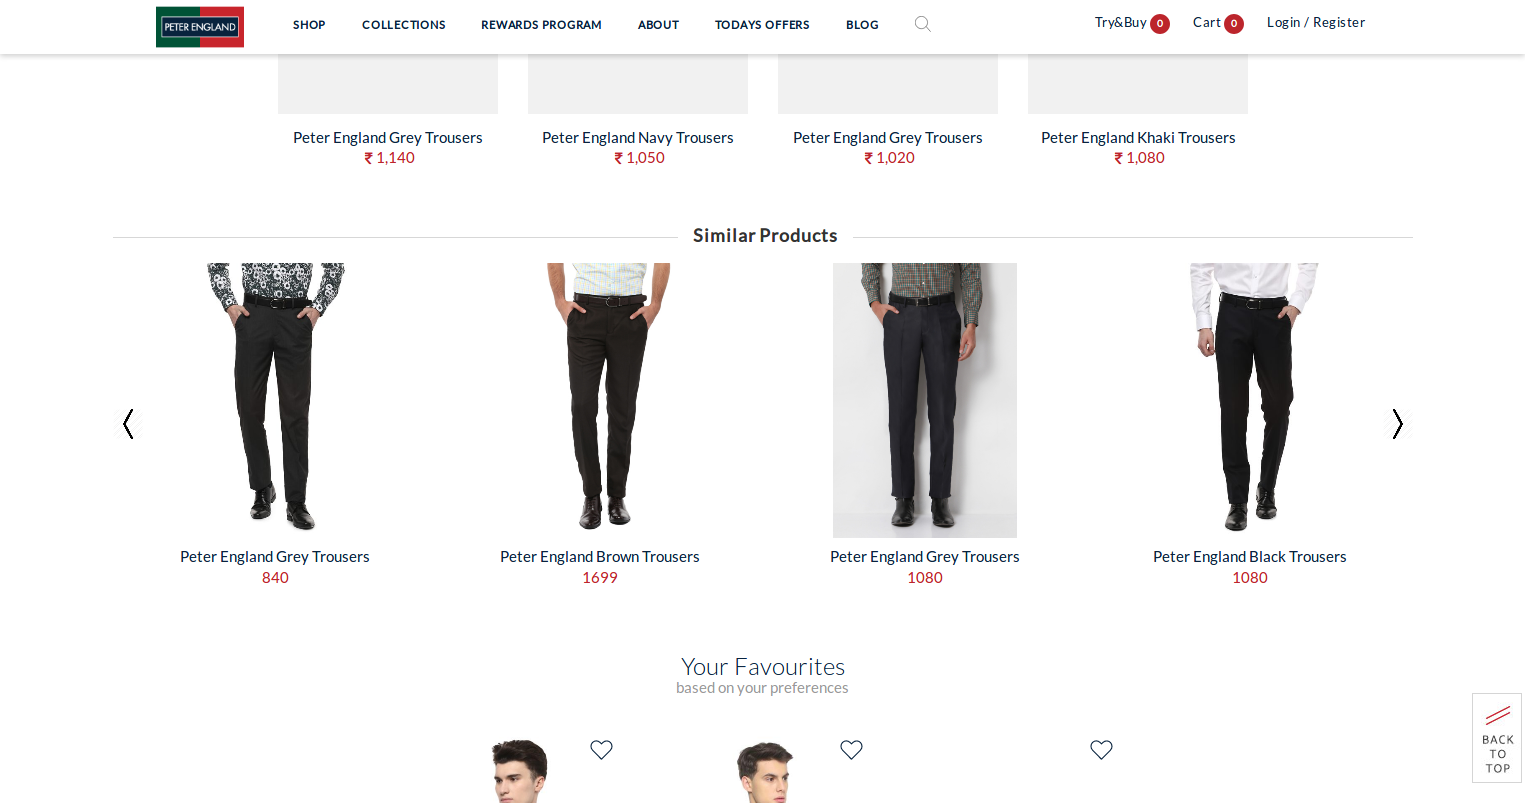 PETER ENGLAND
SHOP
COLLECTIONS
REWARDS PROGRAM
ABOUT
TODAYS OFFERS
BLOG
Try&Buy 0
Cart 0
Login / Register
Peter England Grey Trousers
₹ 1,140
Peter England Navy Trousers
₹ 1,050
Peter England Grey Trousers
₹ 1,020
Peter England Khaki Trousers
₹ 1,080
Similar Products
Peter England Grey Trousers
840
Peter England Brown Trousers
1699
Peter England Grey Trousers
1080
Peter England Black Trousers
1080
Your Favourites
based on your preferences
BACK
TO
TOP